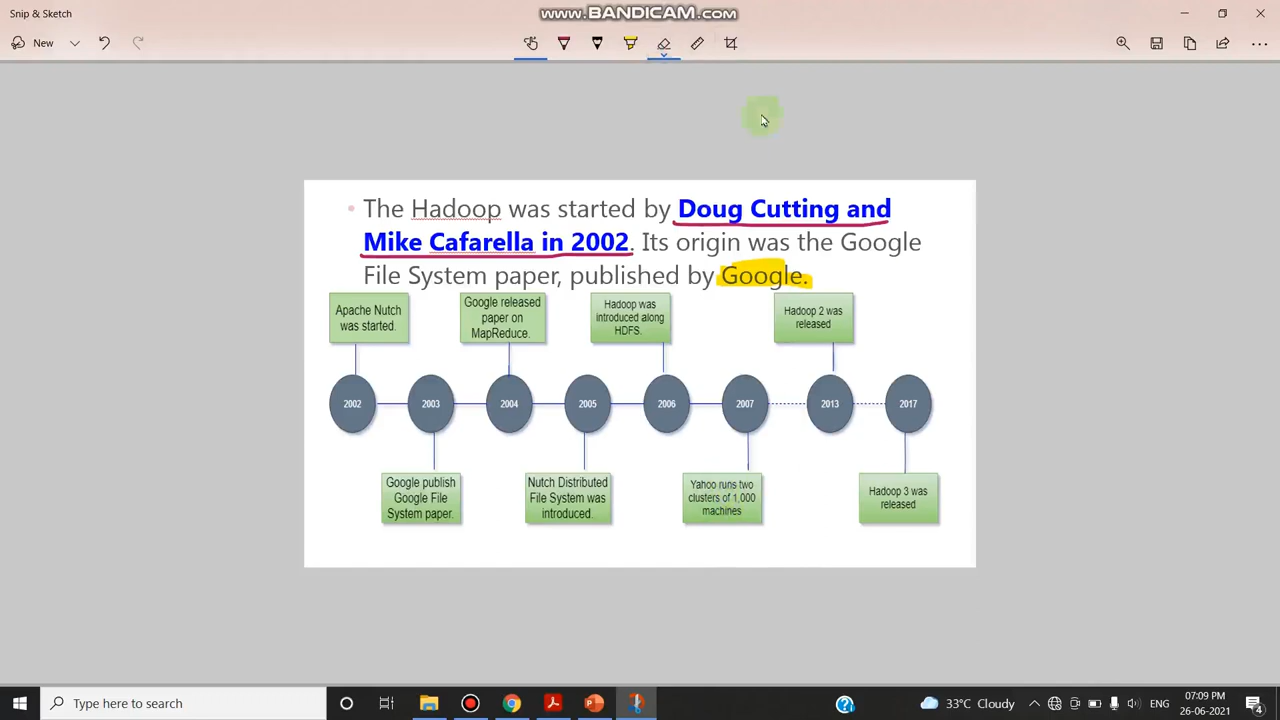 Snip & Sketch
www.BANDICAM.com
New
• The Hadoop was started by Doug Cutting and
Mike Cafarella in 2002. Its origin was the Google
File System paper, published by Google.
Apache Nutch
was started.
Google released
paper on
MapReduce.
Hadoop was
introduced along
HDFS.
Hadoop 2 was
released
2002
2003
2004
2005
2006
2007
2013
2017
Google publish
Google File
System paper.
Nutch Distributed
File System was
introduced.
Yahoo runs two
clusters of 1,000
machines
Hadoop 3 was
released
Type here to search
33°C Cloudy
ENG
07:09 PM
26-06-2021
4